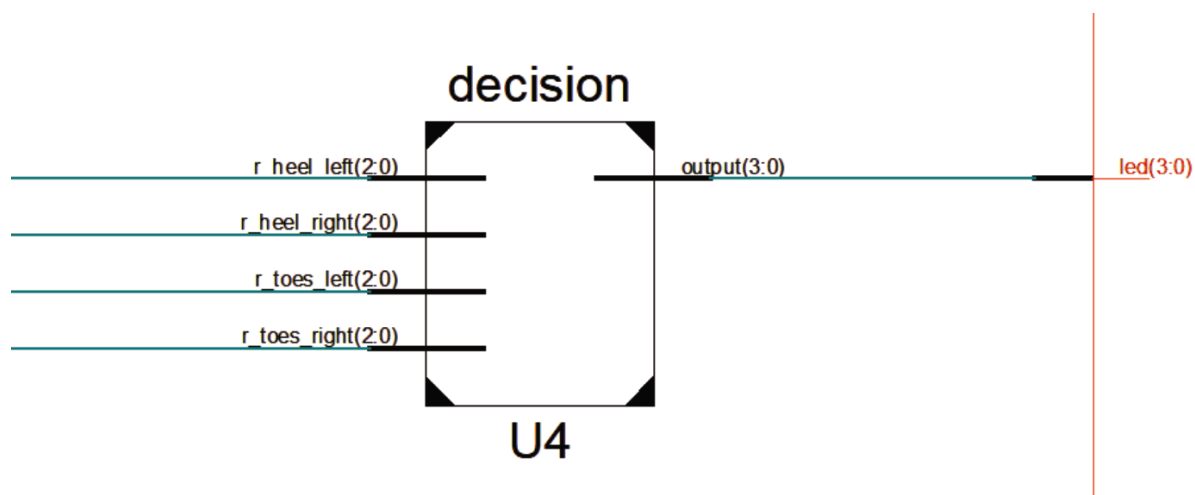 decision
r_heel_left(2:0)
output(3:0)
led(3:0)
r_heel_right(2:0)
r_toes_left(2:0)
r_toes_right(2:0)
U4